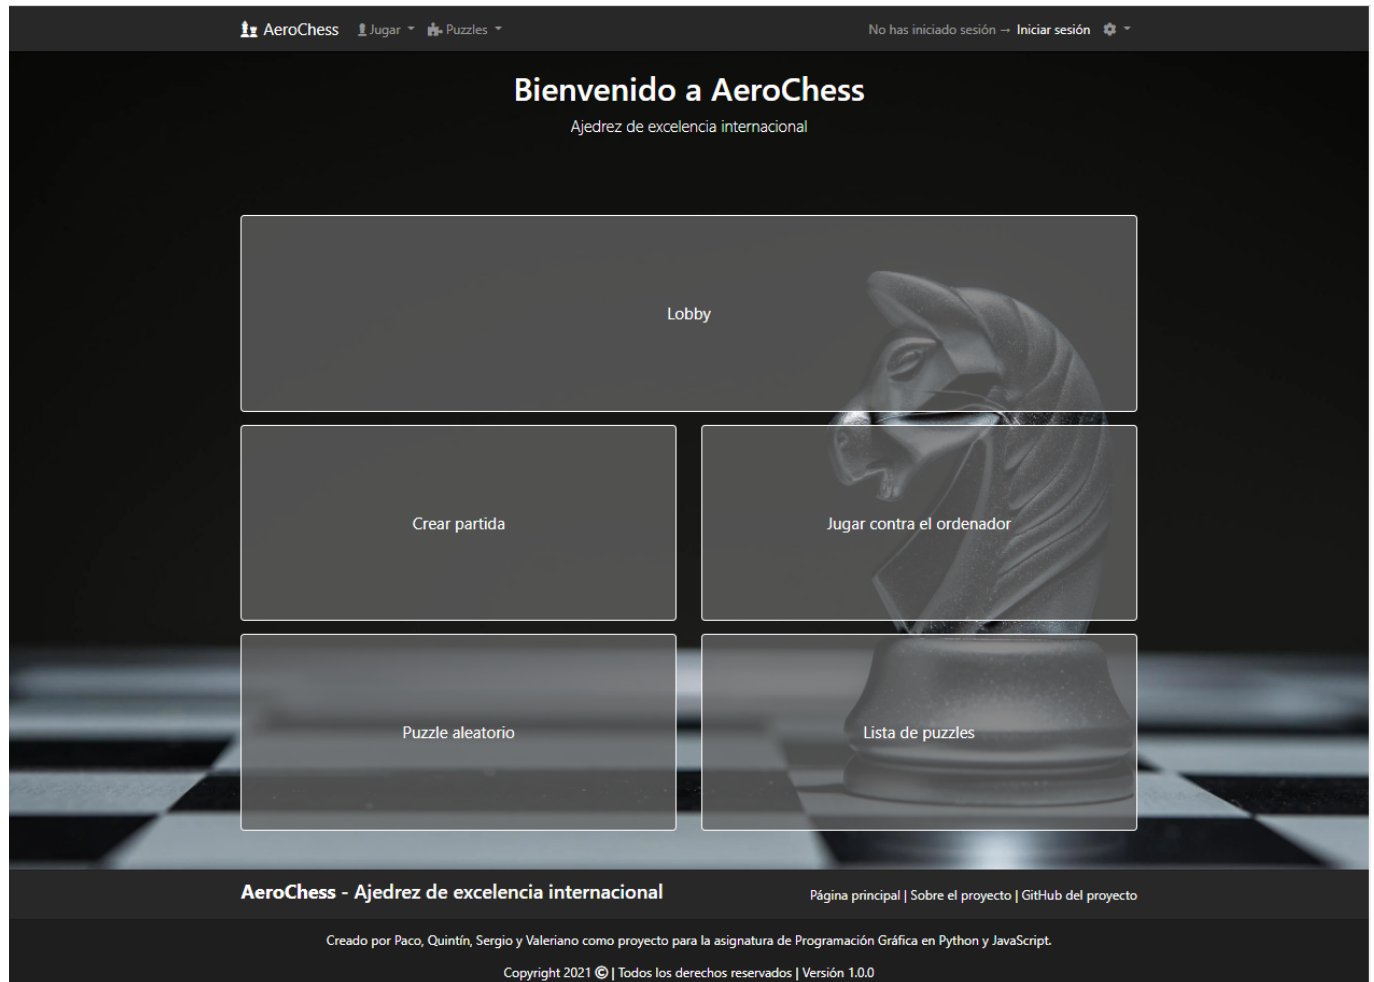 AeroChess Jugar Puzzles No has iniciado sesión → Iniciar sesión
Bienvenido a AeroChess
Ajedrez de excelencia internacional
Lobby
Crear partida
Jugar contra el ordenador
Puzzle aleatorio
Lista de puzzles
AeroChess - Ajedrez de excelencia internacional
Página principal | Sobre el proyecto | GitHub del proyecto
Creado por Paco, Quintín, Sergio y Valeriano como proyecto para la asignatura de Programación Gráfica en Python y JavaScript.
Copyright 2021 © | Todos los derechos reservados | Versión 1.0.0